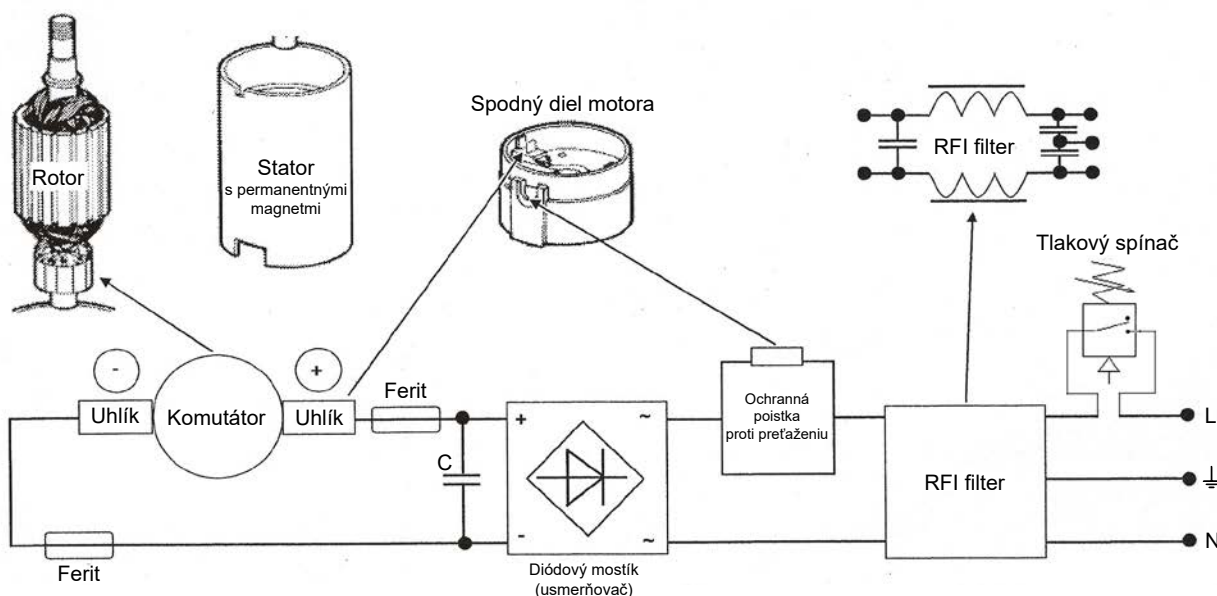 Spodný diel motora
Rotor
Stator
s permanentnými
magnetmi
RFI filter
Tlakový spínač
-
+
Uhlík
Komutátor
Uhlík
Ferit
C
+
~
-
~
Ochranná
poistka
proti preťaženiu
RFI filter
L
N
Ferit
Diódový mostík
(usmerňovač)